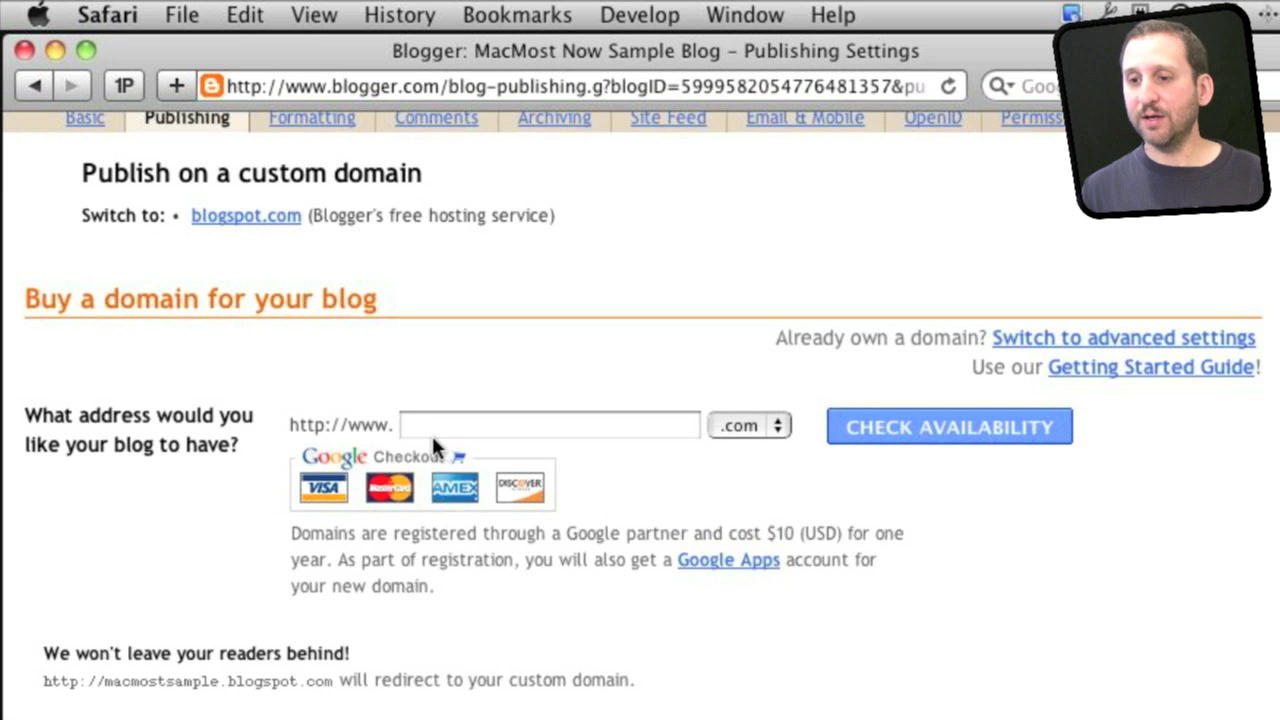 Safari File Edit View History Bookmarks Develop Window Help
Blogger: MacMost Now Sample Blog – Publishing Settings
1P + http://www.blogger.com/blog-publishing.g?blogID=5999582054776481357&pu Goo
Basic Publishing Formatting Comments Archiving Site Feed Email & Mobile OpenID Permiss
Publish on a custom domain
Switch to: • blogspot.com (Blogger's free hosting service)
Buy a domain for your blog
Already own a domain? Switch to advanced settings
Use our Getting Started Guide!
What address would you
like your blog to have?
http://www. .com CHECK AVAILABILITY
Google Checkout
VISA MasterCard AMEX DISCOVER
Domains are registered through a Google partner and cost $10 (USD) for one
year. As part of registration, you will also get a Google Apps account for
your new domain.
We won't leave your readers behind!
http://macmostsample.blogspot.com will redirect to your custom domain.